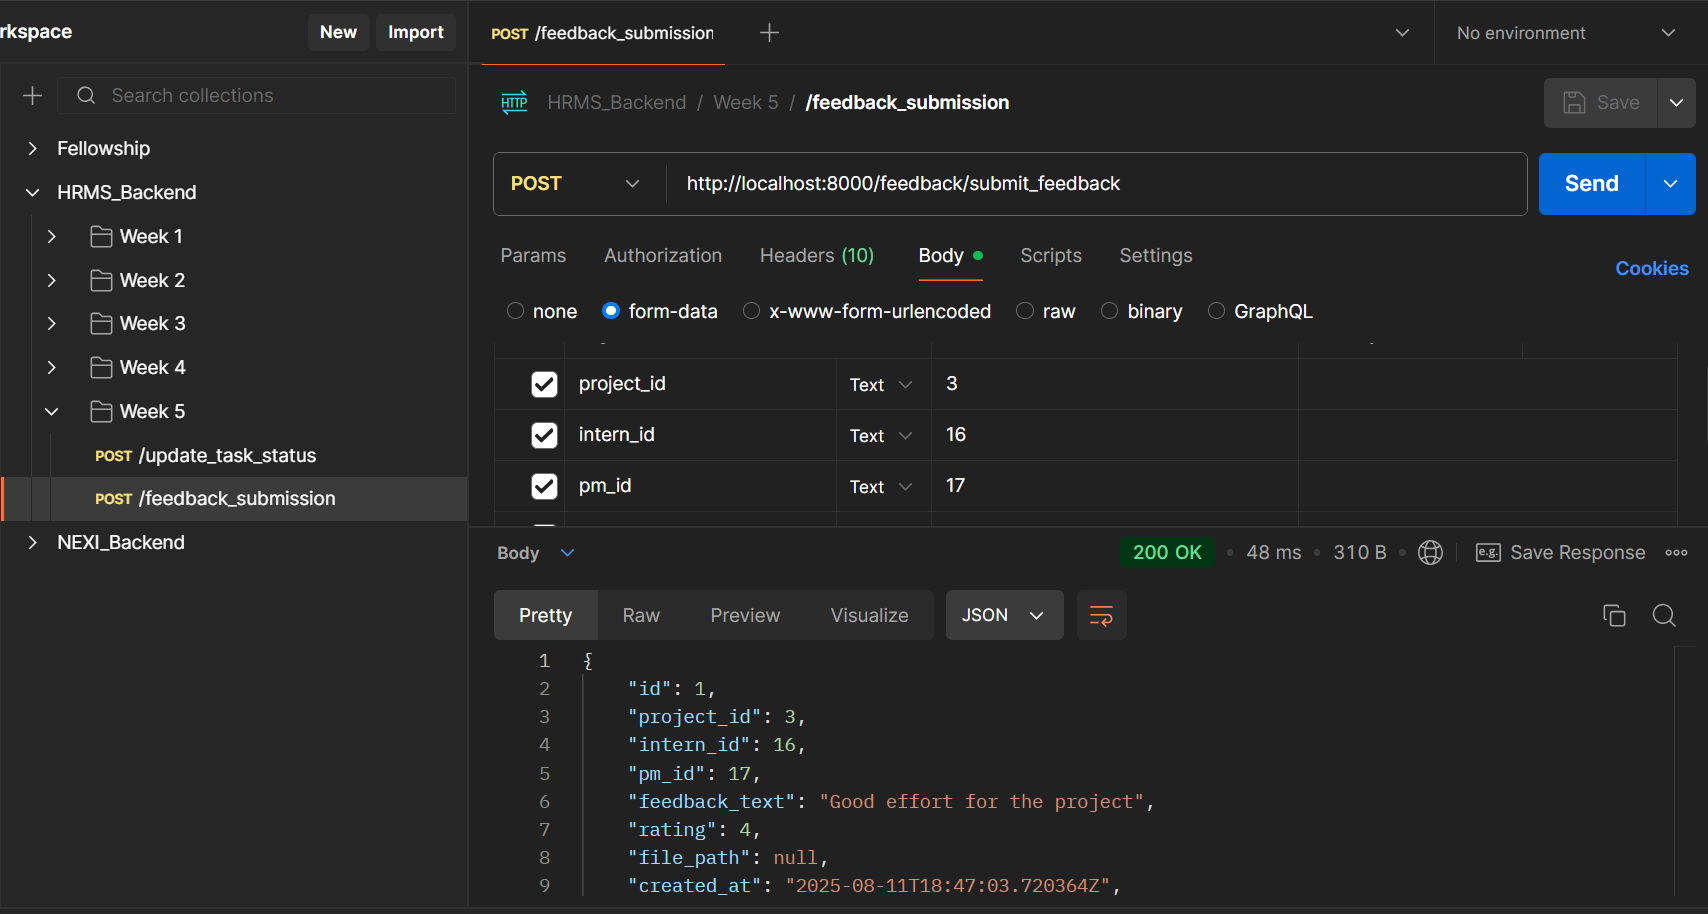 rkspace
New
Import
POST /feedback_submission
No environment
Search collections
Fellowship
HRMS_Backend
Week 1
Week 2
Week 3
Week 4
Week 5
POST /update_task_status
POST /feedback_submission
NEXI_Backend
HTTP HRMS_Backend / Week 5 / /feedback_submission
Save
POST http://localhost:8000/feedback/submit_feedback
Send
Params Authorization Headers (10) Body Scripts Settings
Cookies
none form-data x-www-form-urlencoded raw binary GraphQL
project_id Text 3
intern_id Text 16
pm_id Text 17
Body
200 OK • 48 ms • 310 B • e.g. Save Response
Pretty Raw Preview Visualize JSON
1 {
2 "id": 1,
3 "project_id": 3,
4 "intern_id": 16,
5 "pm_id": 17,
6 "feedback_text": "Good effort for the project",
7 "rating": 4,
8 "file_path": null,
9 "created_at": "2025-08-11T18:47:03.720364Z",